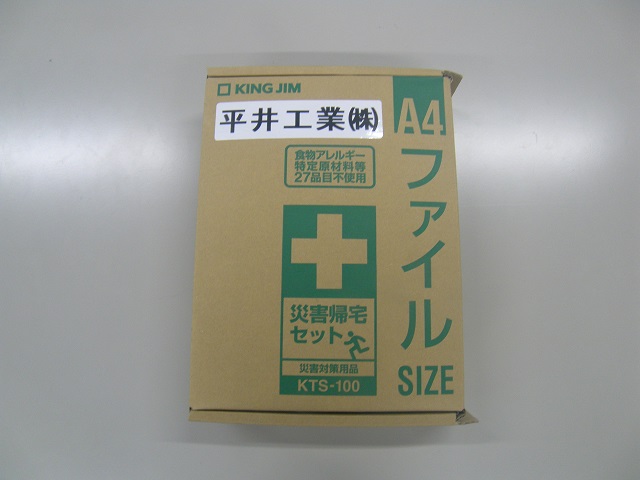 KING JIM
平井工業㈱
A4
ファイル
SIZE
食物アレルギー
特定原材料等
27品目不使用
災害帰宅
セット
災害対策用品
KTS-100